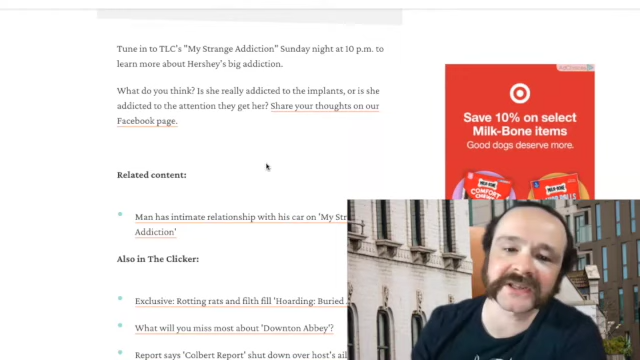 Tune in to TLC's "My Strange Addiction" Sunday night at 10 p.m. to
learn more about Hershey's big addiction.
What do you think? Is she really addicted to the implants, or is she
addicted to the attention they get her? Share your thoughts on our
Facebook page.
Related content:
Man has intimate relationship with his car on 'My
Addiction'
Also in The Clicker:
Exclusive: Rotting rats and filth fill 'Hoarding: Buried
What will you miss most about 'Downton Abbey'?
Report says 'Colbert Report' shut down over host's
Save 10% on select
Milk-Bone items
Good dogs deserve more.
MILK-BONE
COMFORT
MILK-BONE